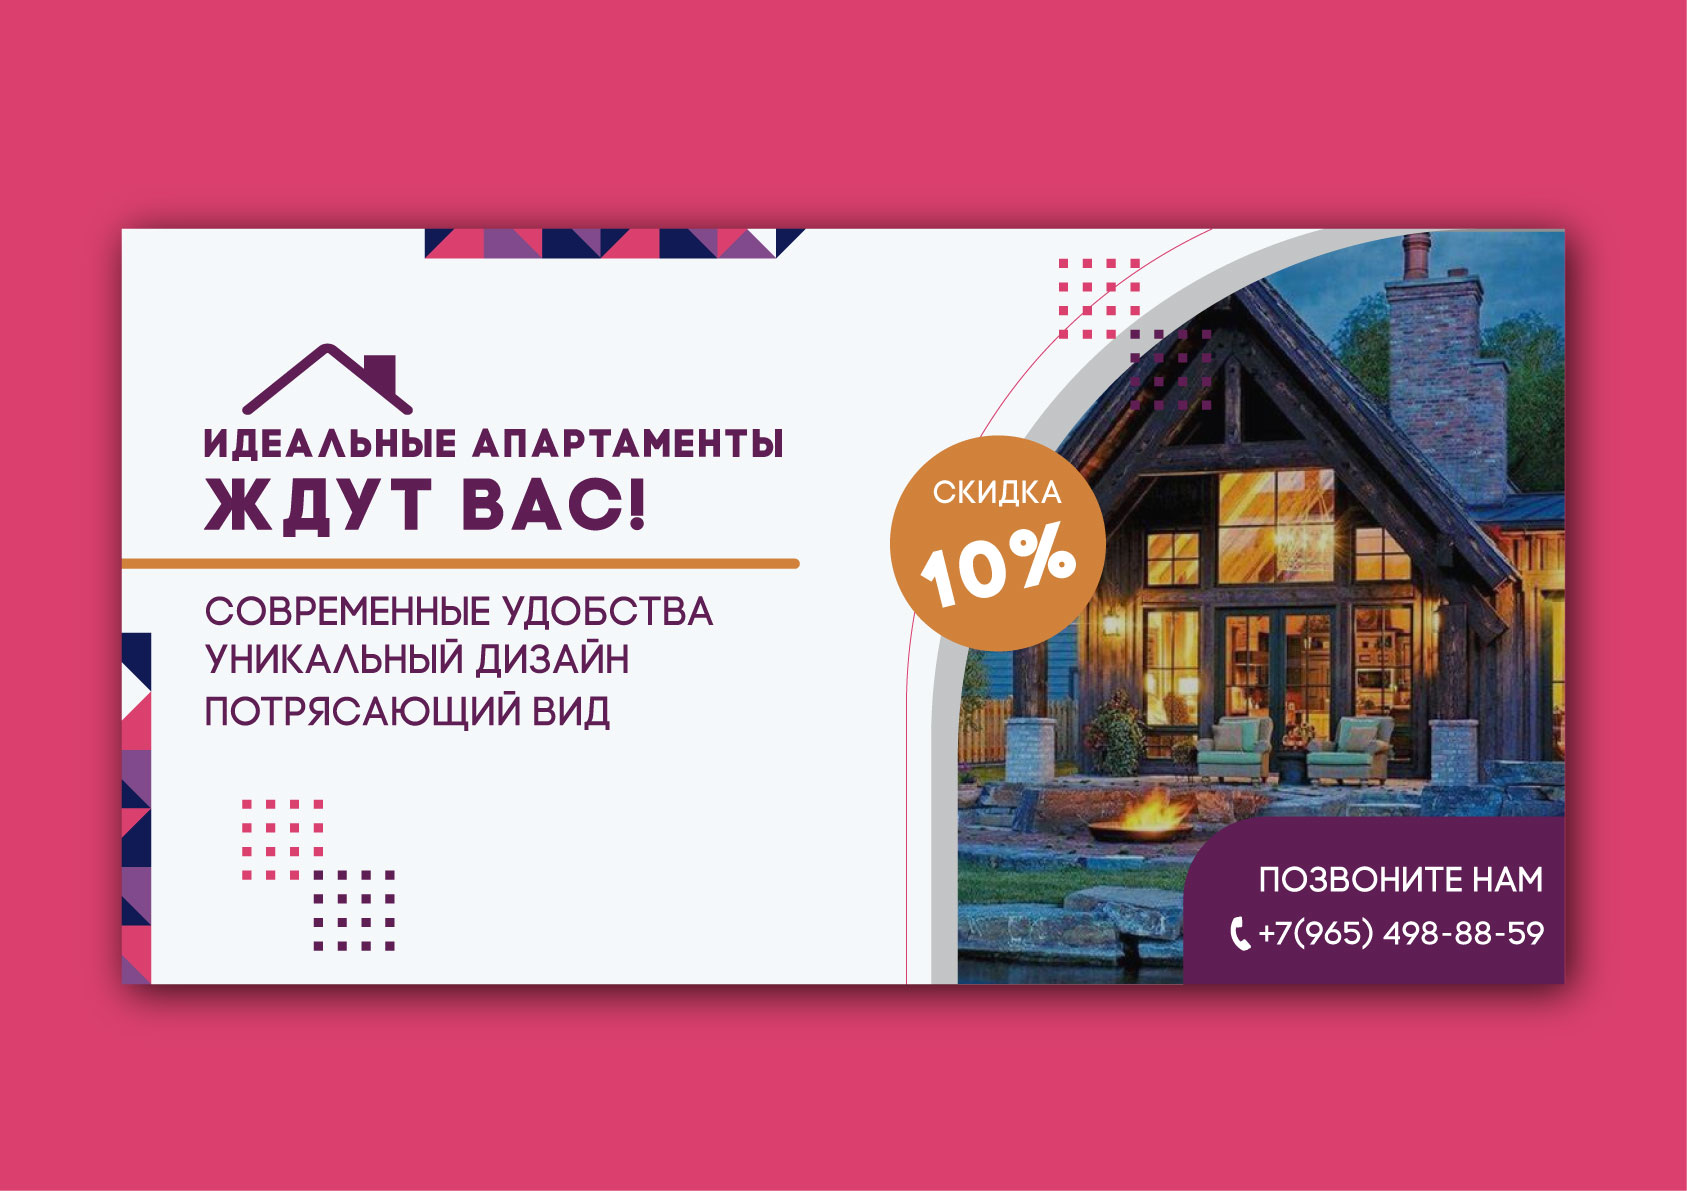 ИДЕАЛЬНЫЕ АПАРТАМЕНТЫ
ЖДУТ ВАС!
СОВРЕМЕННЫЕ УДОБСТВА
УНИКАЛЬНЫЙ ДИЗАЙН
ПОТРЯСАЮЩИЙ ВИД
СКИДКА
10%
ПОЗВОНИТЕ НАМ
+7(965) 498-88-59